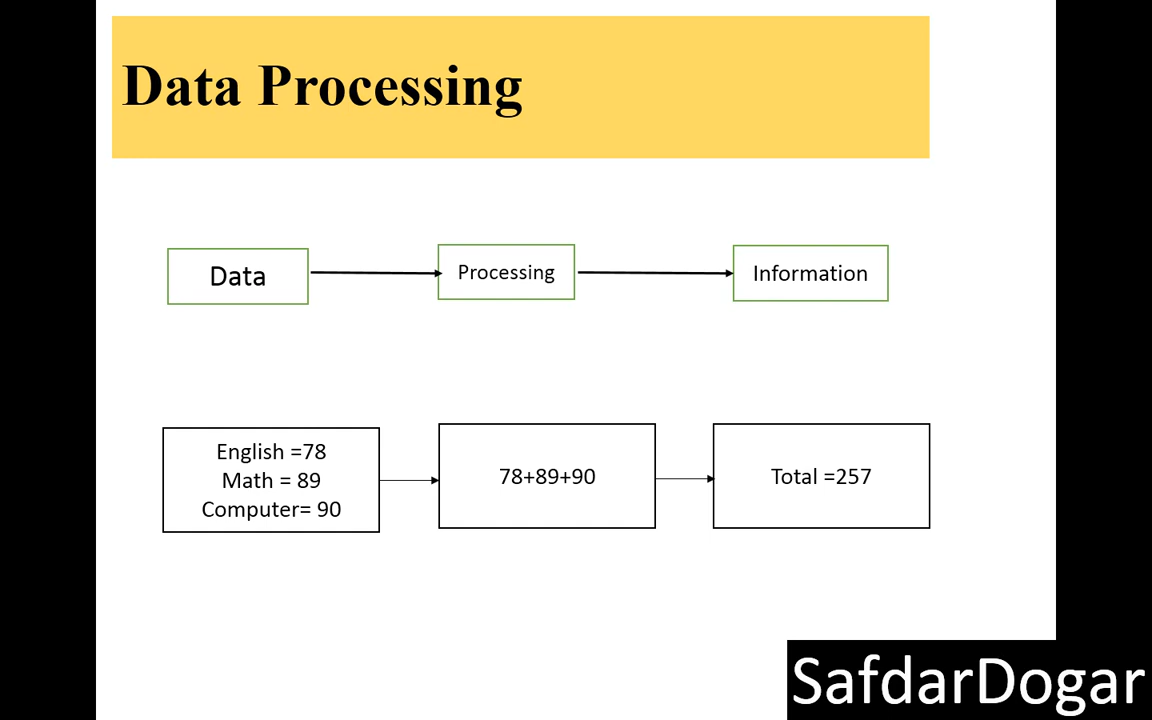 Data Processing
Data
Processing
Information
English =78
Math = 89
Computer= 90
78+89+90
Total =257
SafdarDogar